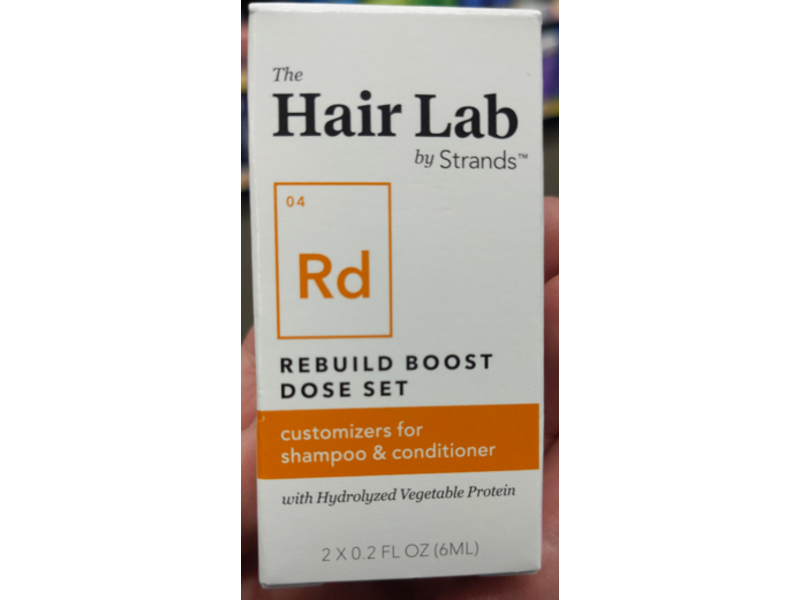 The
Hair Lab
by Strands™
04
Rd
REBUILD BOOST
DOSE SET
customizers for
shampoo & conditioner
with Hydrolyzed Vegetable Protein
2 X 0.2 FL OZ (6ML)